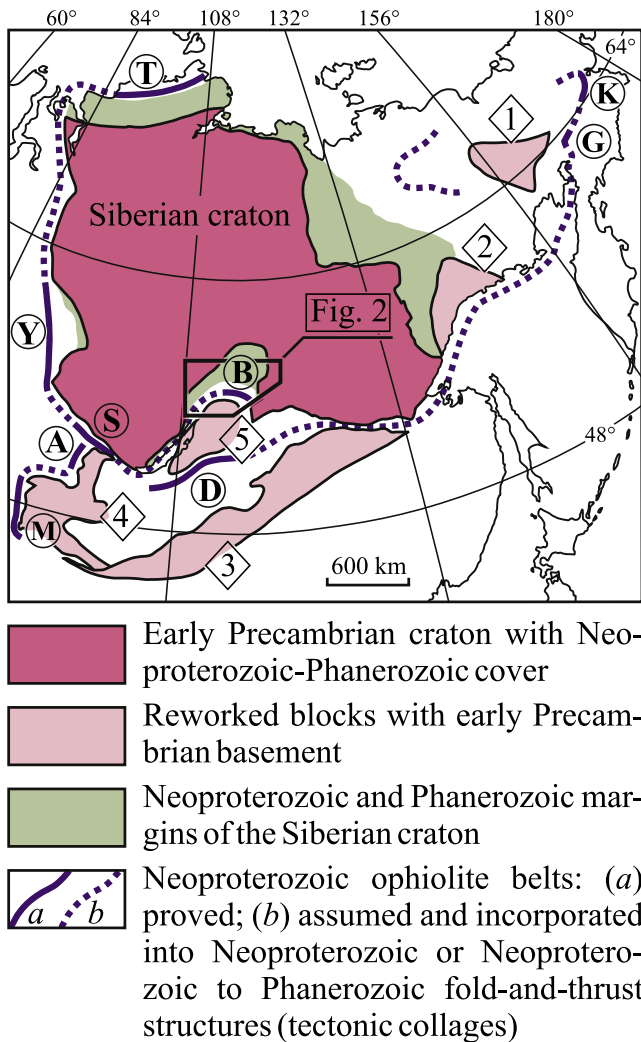 60° 84° 108° 132° 156° 180°
64°
T
K
1
G
Siberian craton
2
Fig. 2
Y
B
S
A
5
48°
D
4
M
3
600 km
Early Precambrian craton with Neo-
proterozoic-Phanerozoic cover
Reworked blocks with early Precam-
brian basement
Neoproterozoic and Phanerozoic mar-
gins of the Siberian craton
a b
Neoproterozoic ophiolite belts: (a)
proved; (b) assumed and incorporated
into Neoproterozoic or Neoprotero-
zoic to Phanerozoic fold-and-thrust
structures (tectonic collages)